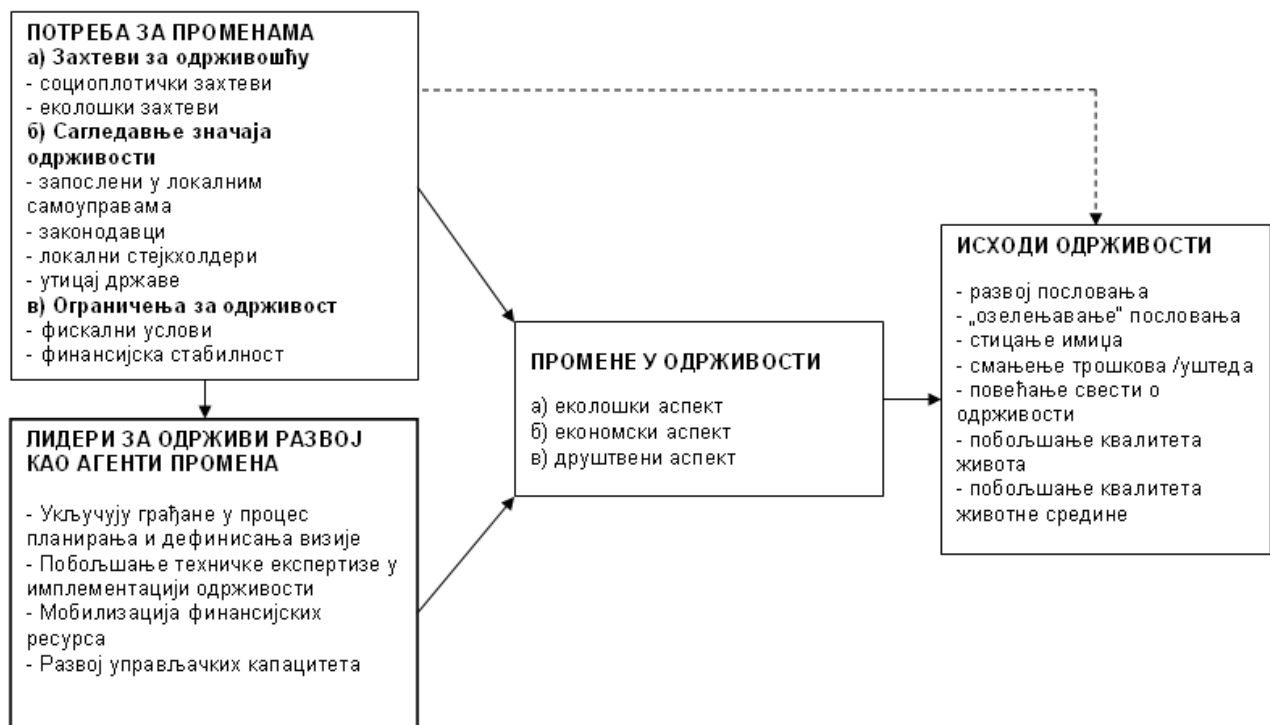 ПОТРЕБА ЗА ПРОМЕНАМА
а) Захтеви за одрживошћу
- социоплотички захтеви
- еколошки захтеви
б) Сагледавње значаја
одрживости
- запослени у локалним
самоуправама
- законодавци
- локални стејкхолдери
- утицај државе
в) Ограничења за одрживост
- фискални услови
- финансијска стабилност
ЛИДЕРИ ЗА ОДРЖИВИ РАЗВОЈ
КАО АГЕНТИ ПРОМЕНА
- Укључују грађане у процес
планирања и дефинисања визије
- Побољшање техничке експертизе у
имплементацији одрживости
- Мобилизација финансијских
ресурса
- Развој управљачких капацитета
ПРОМЕНЕ У ОДРЖИВОСТИ
а) еколошки аспект
б) економски аспект
в) друштвени аспект
ИСХОДИ ОДРЖИВОСТИ
- развој пословања
- „озелењавање" пословања
- стицање имиџа
- смањење трошкова /уштеда
- повећање свести о
одрживости
- побољшање квалитета
живота
- побољшање квалитета
животне средине